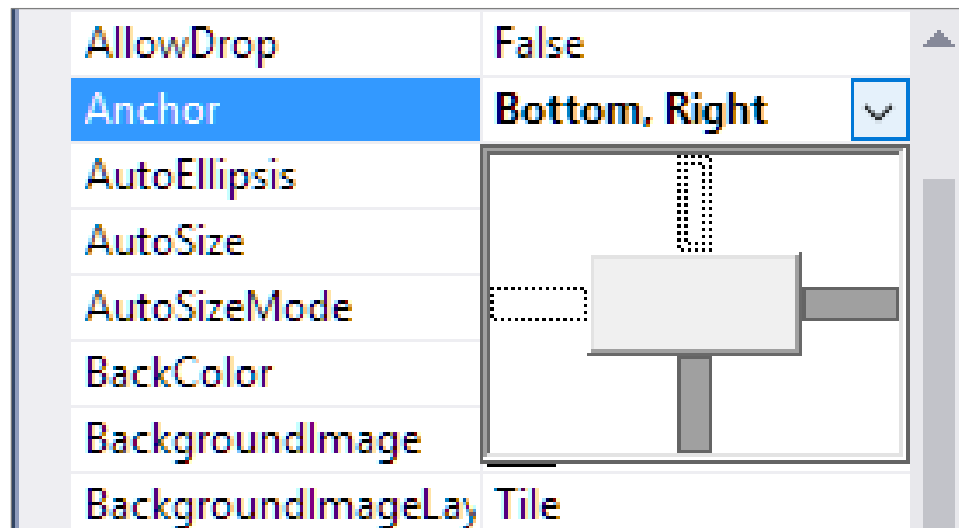 AllowDrop False
Anchor Bottom, Right
AutoEllipsis
AutoSize
AutoSizeMode
BackColor
BackgroundImage
BackgroundImageLay Tile